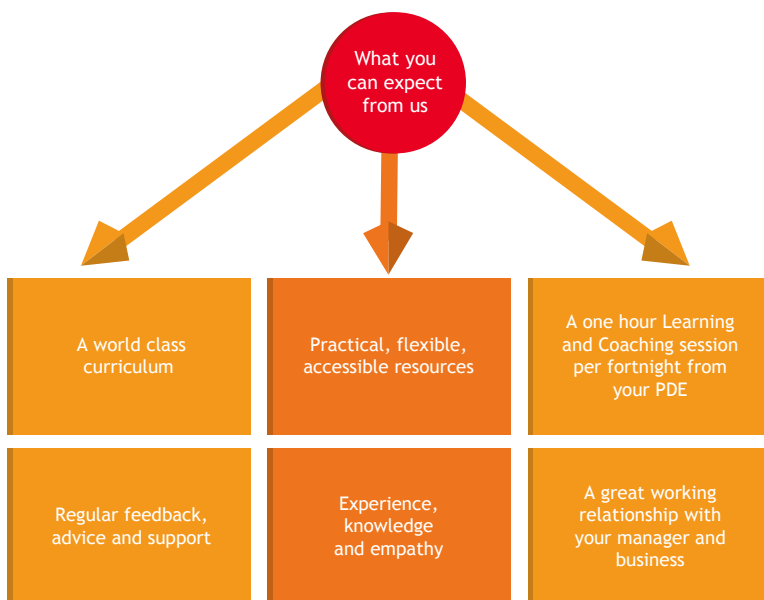 What you
can expect
from us
A world class
curriculum
Practical, flexible,
accessible resources
A one hour Learning
and Coaching session
per fortnight from
your PDE
Regular feedback,
advice and support
Experience,
knowledge
and empathy
A great working
relationship with
your manager and
business